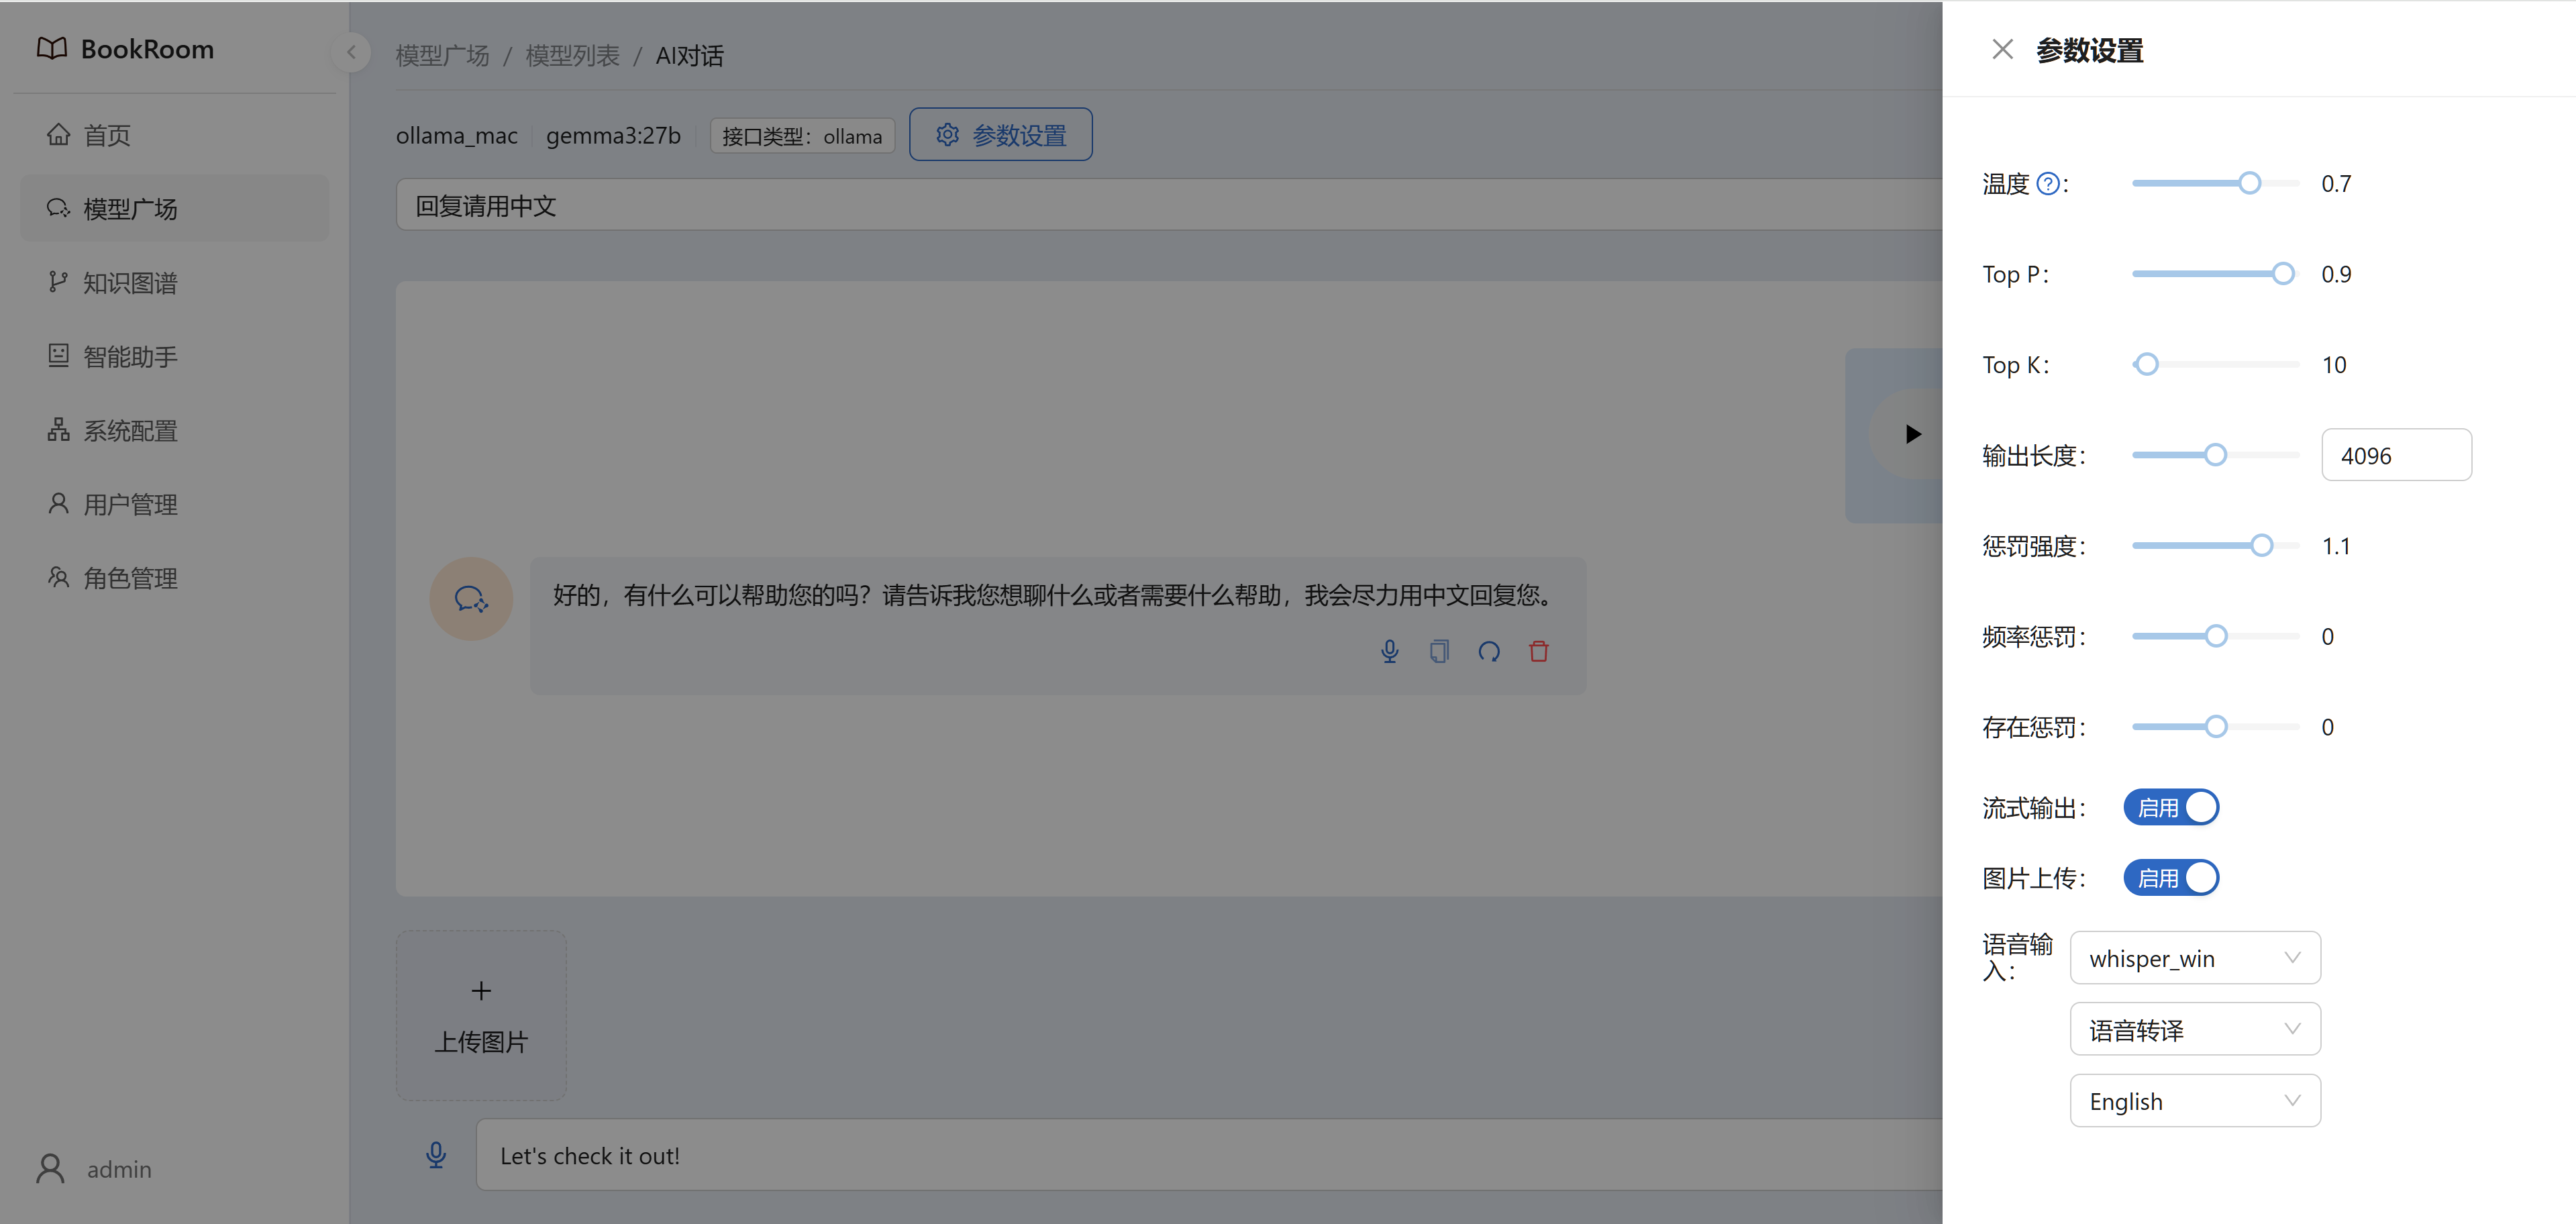 BookRoom
首页
模型广场
知识图谱
智能助手
系统配置
用户管理
角色管理
admin
模型广场 / 模型列表 / AI对话
ollama_mac gemma3:27b 接口类型：ollama 参数设置
回复请用中文
好的，有什么可以帮助您的吗？请告诉我您想聊什么或者需要什么帮助，我会尽力用中文回复您。
上传图片
Let's check it out!
参数设置
温度 ?： 0.7
Top P： 0.9
Top K： 10
输出长度： 4096
惩罚强度： 1.1
频率惩罚： 0
存在惩罚： 0
流式输出： 启用
图片上传： 启用
语音输
入：
whisper_win
语音转译
English